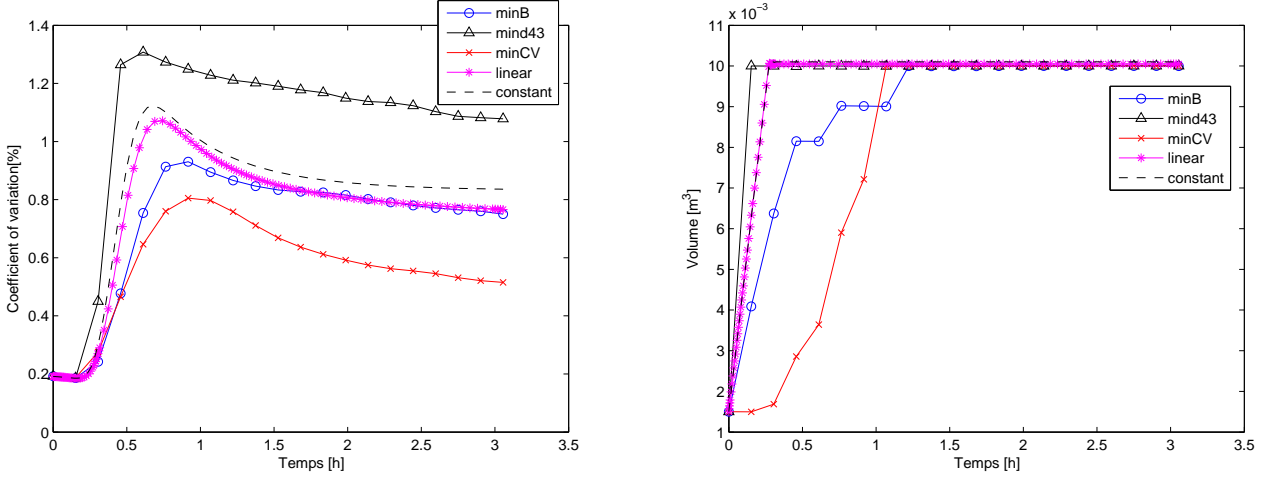 minB
mind43
minCV
linear
constant
1.4
1.2
1
0.8
0.6
0.4
0.2
0
Coefficient of variation[%]
0
0.5
1
1.5
2
2.5
3
3.5
Temps [h]
x 10⁻³
11
10
9
8
7
6
5
4
3
2
1
Volume [m³]
minB
mind43
minCV
linear
constant
0
0.5
1
1.5
2
2.5
3
3.5
Temps [h]